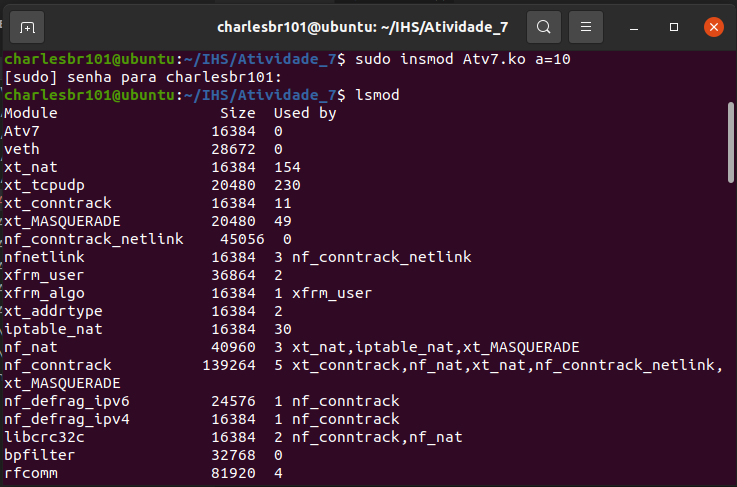 charlesbr101@ubuntu: ~/IHS/Atividade_7
charlesbr101@ubuntu:~/IHS/Atividade_7$ sudo insmod Atv7.ko a=10
[sudo] senha para charlesbr101:
charlesbr101@ubuntu:~/IHS/Atividade_7$ lsmod
Module                  Size  Used by
Atv7                   16384  0
veth                   28672  0
xt_nat                 16384  154
xt_tcpudp              20480  230
xt_conntrack           16384  11
xt_MASQUERADE          20480  49
nf_conntrack_netlink    45056  0
nfnetlink              16384  3 nf_conntrack_netlink
xfrm_user              36864  2
xfrm_algo              16384  1 xfrm_user
xt_addrtype            16384  2
iptable_nat            16384  30
nf_nat                 40960  3 xt_nat,iptable_nat,xt_MASQUERADE
nf_conntrack          139264  5 xt_conntrack,nf_nat,xt_nat,nf_conntrack_netlink,
xt_MASQUERADE
nf_defrag_ipv6         24576  1 nf_conntrack
nf_defrag_ipv4         16384  1 nf_conntrack
libcrc32c              16384  2 nf_conntrack,nf_nat
bpfilter               32768  0
rfcomm                 81920  4